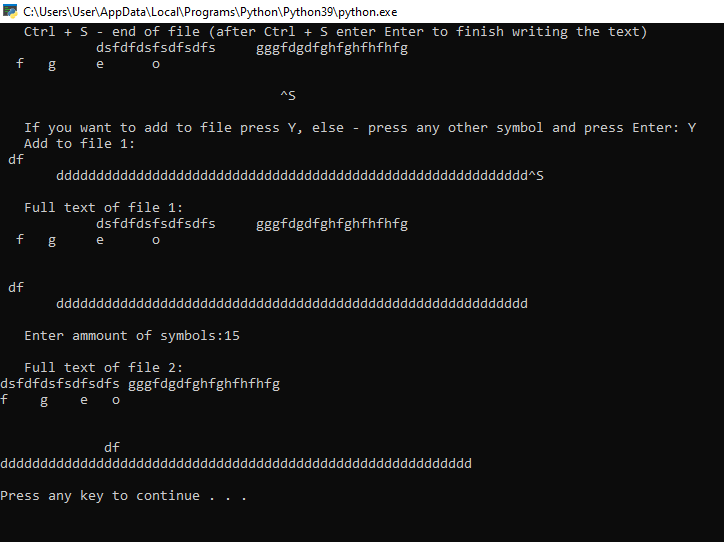 C:\Users\User\AppData\Local\Programs\Python\Python39\python.exe
   Ctrl + S - end of file (after Ctrl + S enter Enter to finish writing the text)
            dsfdfdsfsdfsdfs     gggfdgdfghfghfhfhfg
  f   g     e      o
                                   ^S
   If you want to add to file press Y, else - press any other symbol and press Enter: Y
   Add to file 1:
 df
       ddddddddddddddddddddddddddddddddddddddddddddddddddddddddddd^S
   Full text of file 1:
            dsfdfdsfsdfsdfs     gggfdgdfghfghfhfhfg
  f   g     e      o
 df
       ddddddddddddddddddddddddddddddddddddddddddddddddddddddddddd
   Enter ammount of symbols:15
   Full text of file 2:
dsfdfdsfsdfsdfs gggfdgdfghfghfhfhfg
f    g    e   o
             df
ddddddddddddddddddddddddddddddddddddddddddddddddddddddddddd
Press any key to continue . . .